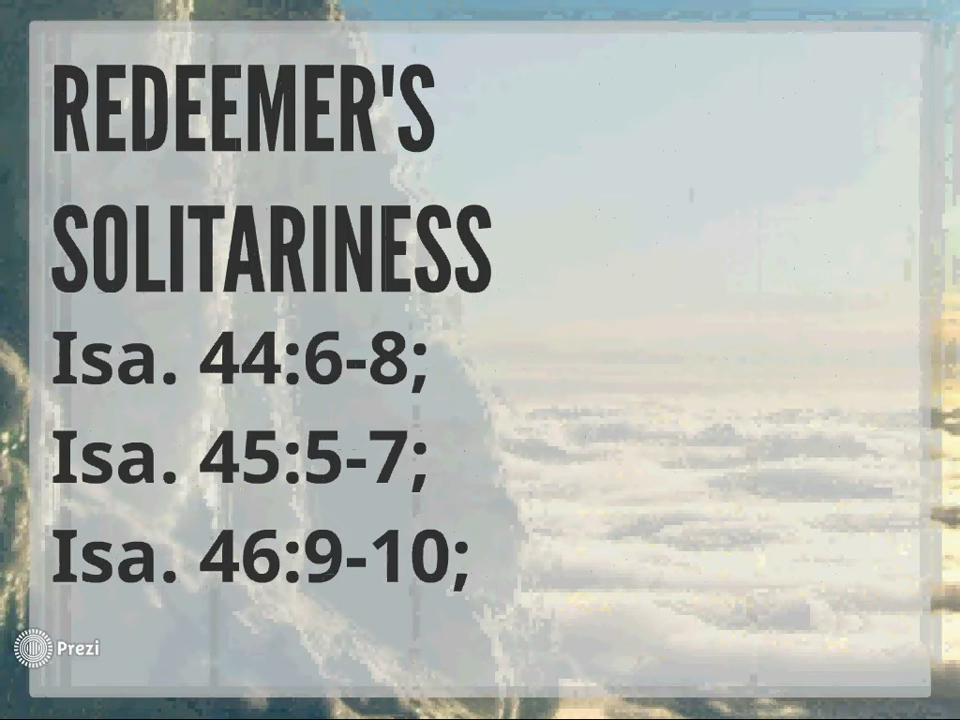 REDEEMER'S
SOLITARINESS
Isa. 44:6-8;
Isa. 45:5-7;
Isa. 46:9-10;
Prezi